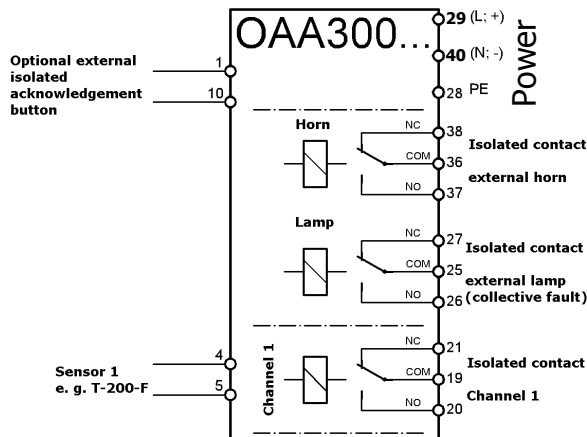 OAA300...
29 (L; +)
40 (N; -)
28 PE
Power
Optional external
isolated
acknowledgement
button
1
10
Horn
NC
38
COM
36
NO
37
Isolated contact
external horn
Lamp
NC
27
COM
25
NO
26
Isolated contact
external lamp
(collective fault)
Sensor 1
e. g. T-200-F
4
5
Channel 1
NC
21
COM
19
NO
20
Isolated contact
Channel 1